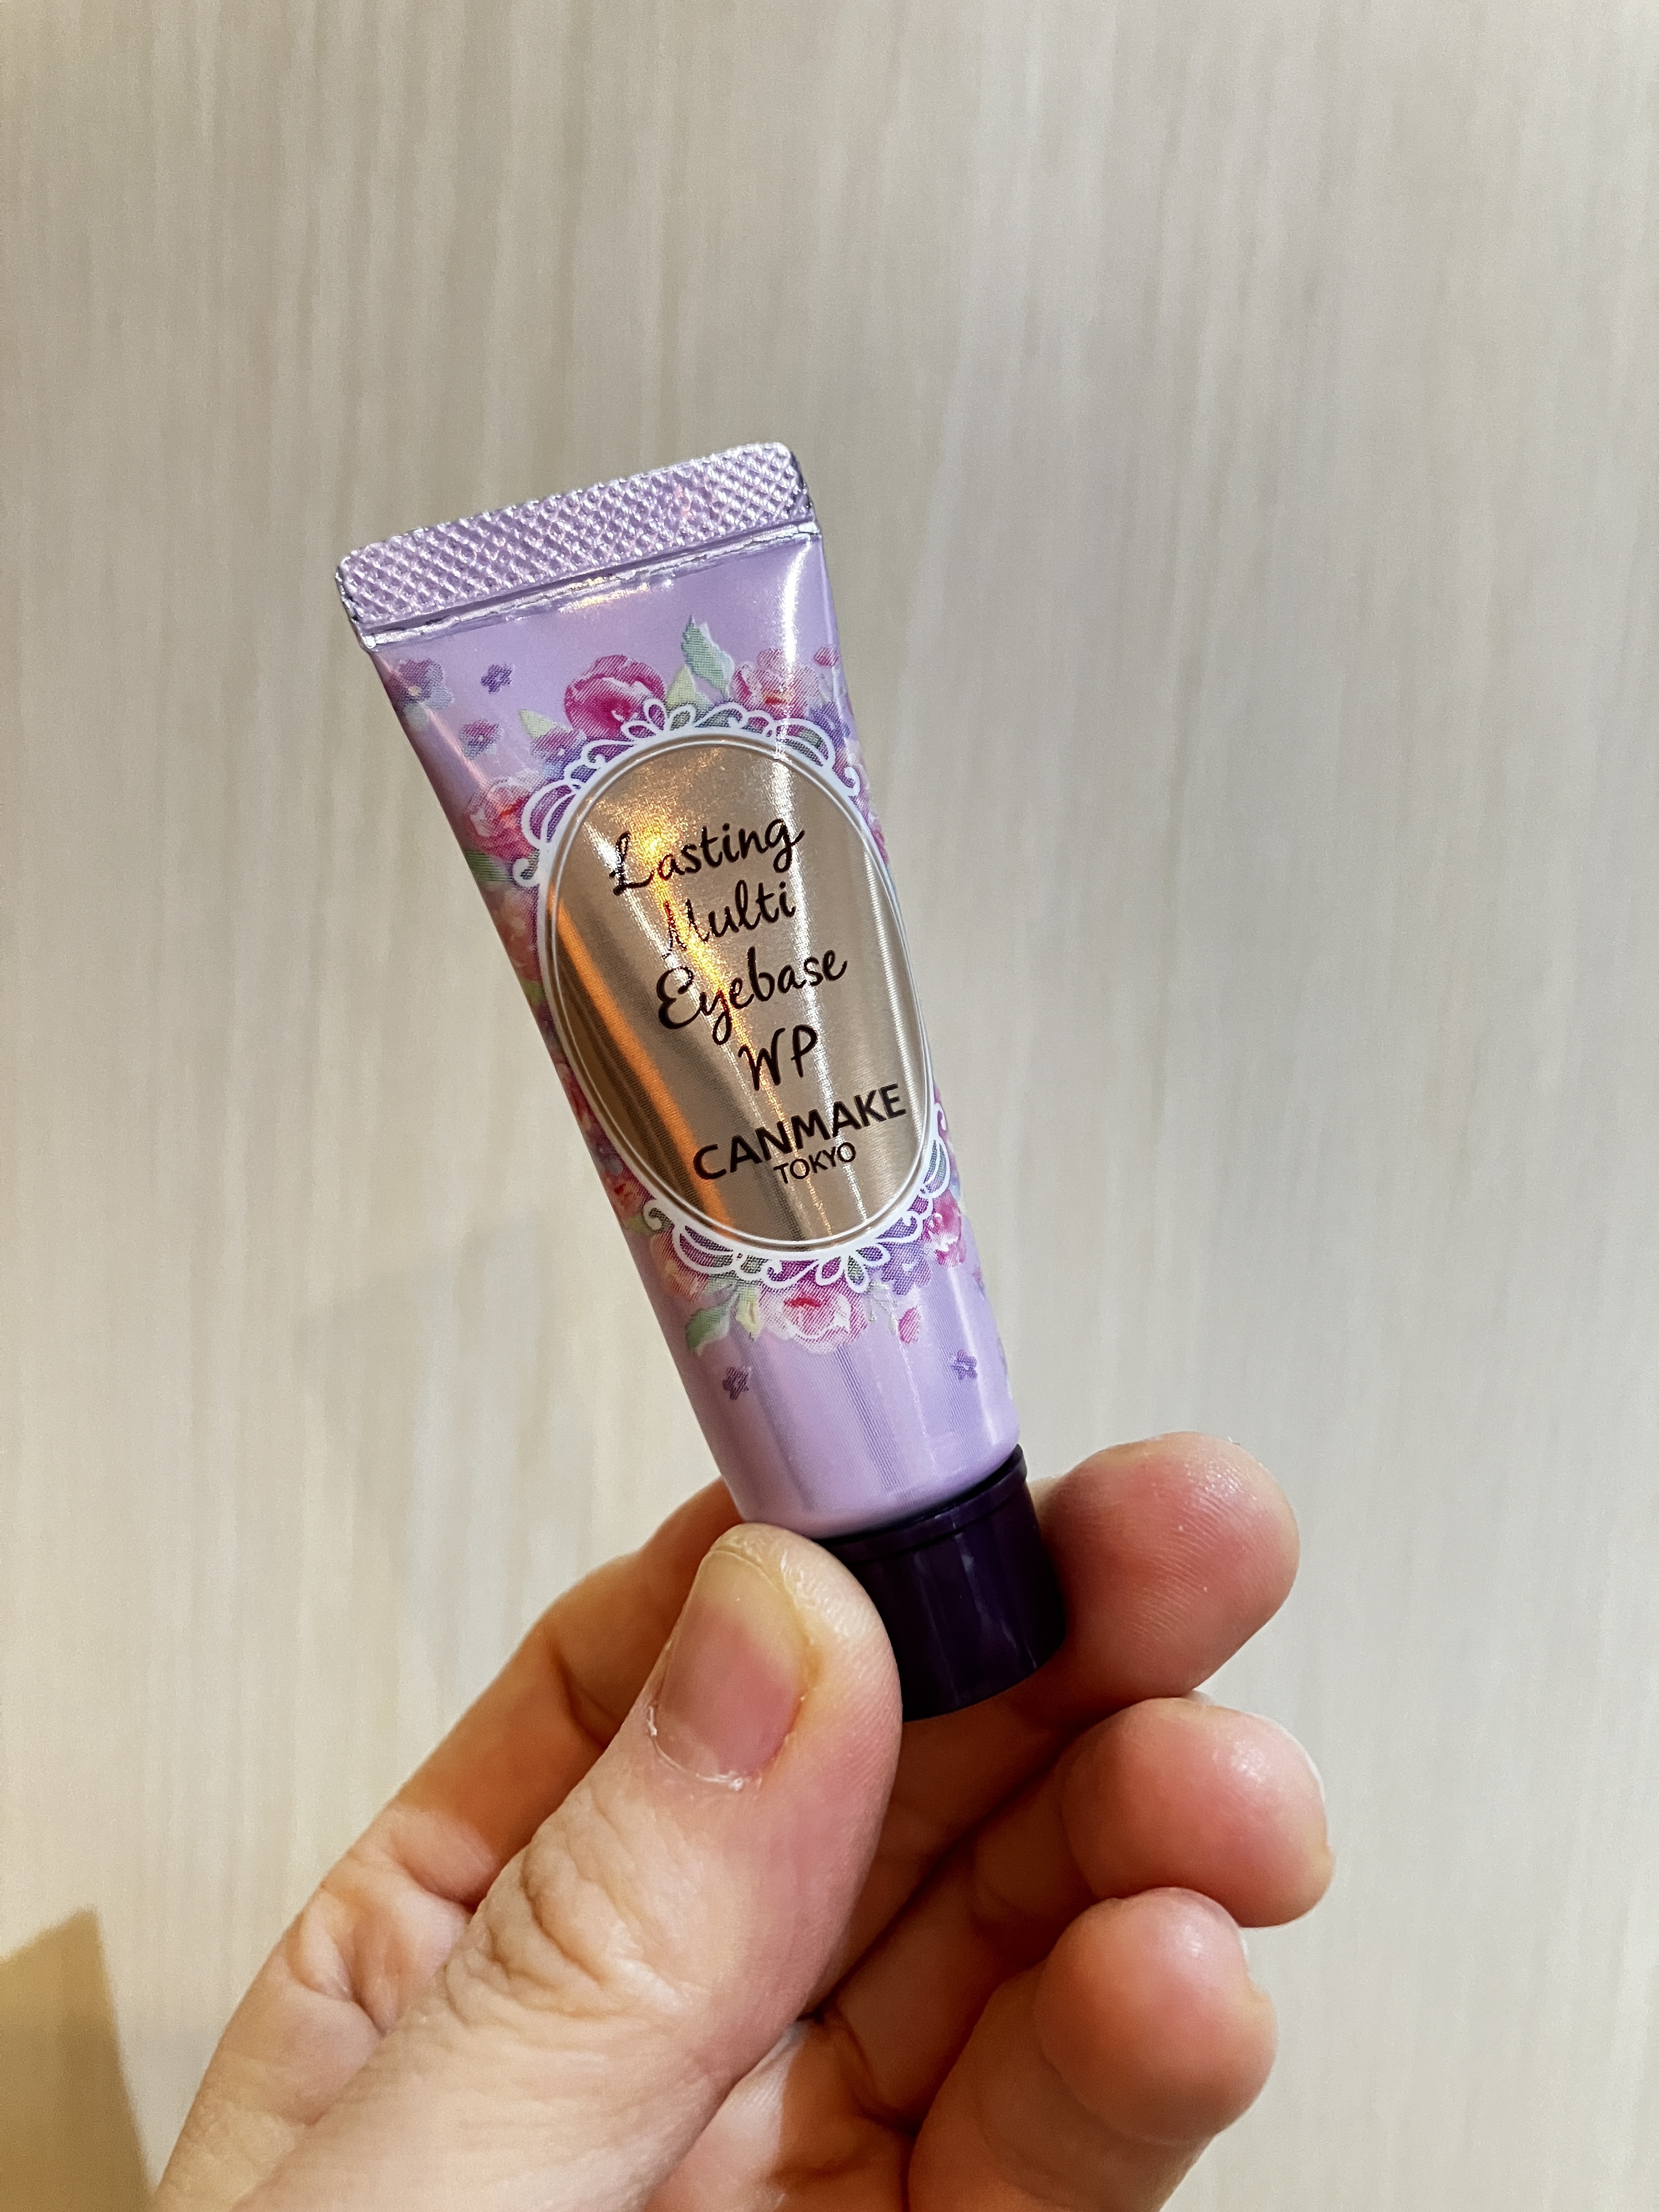 Lasting
Multi
Eyebase
WP
CANMAKE
TOKYO